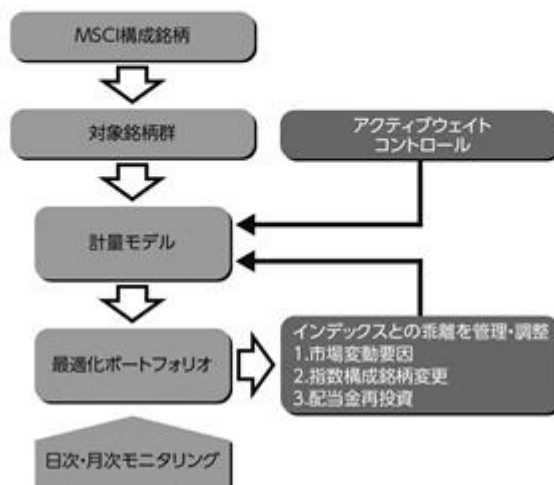 MSCI構成銘柄
対象銘柄群
アクティブウェイト
コントロール
計量モデル
最適化ポートフォリオ
インデックスとの乖離を管理・調整
1.市場変動要因
2.指数構成銘柄変更
3.配当金再投資
日次・月次モニタリング